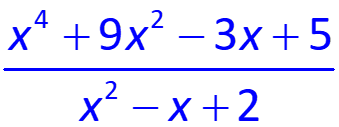 x⁴ + 9x² − 3x + 5
x² − x + 2